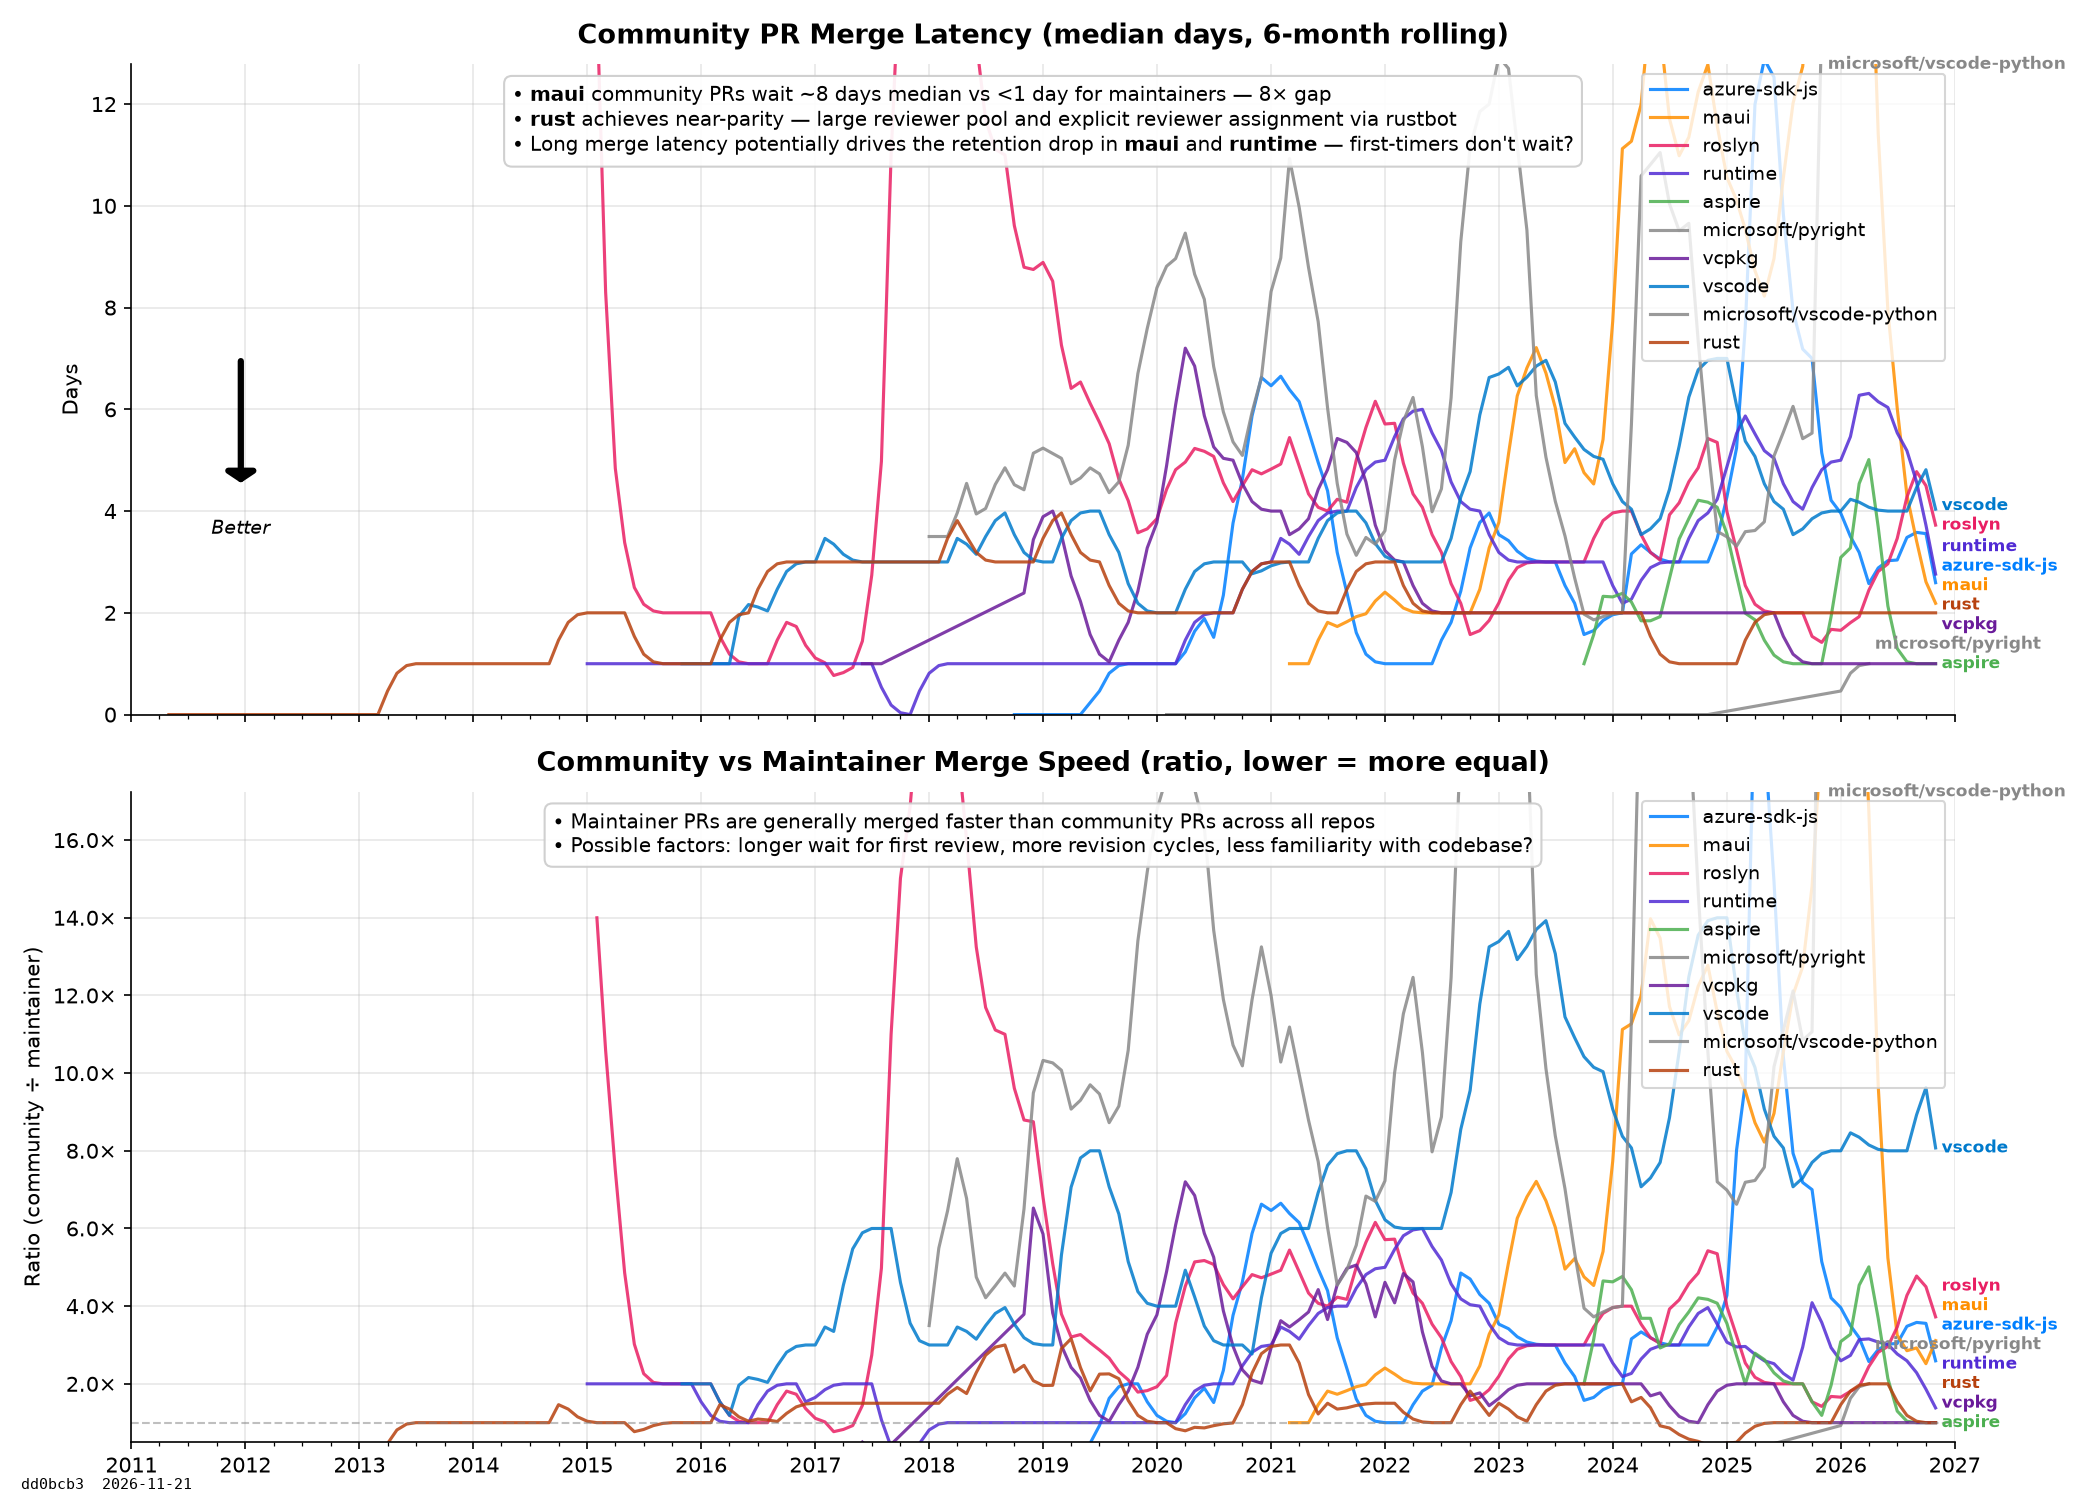 Community PR Merge Latency (median days, 6-month rolling)
microsoft/vscode-python
• maui community PRs wait ~8 days median vs <1 day for maintainers — 8× gap
• rust achieves near-parity — large reviewer pool and explicit reviewer assignment via rustbot
• Long merge latency potentially drives the retention drop in maui and runtime — first-timers don't wait?
azure-sdk-js
maui
roslyn
runtime
aspire
microsoft/pyright
vcpkg
vscode
microsoft/vscode-python
rust
12
10
8
6
4
2
0
Days
Better
vscode
roslyn
runtime
azure-sdk-js
maui
rust
vcpkg
microsoft/pyright
aspire
Community vs Maintainer Merge Speed (ratio, lower = more equal)
microsoft/vscode-python
• Maintainer PRs are generally merged faster than community PRs across all repos
• Possible factors: longer wait for first review, more revision cycles, less familiarity with codebase?
azure-sdk-js
maui
roslyn
runtime
aspire
microsoft/pyright
vcpkg
vscode
microsoft/vscode-python
rust
16.0×
14.0×
12.0×
10.0×
8.0×
6.0×
4.0×
2.0×
Ratio (community ÷ maintainer)
vscode
roslyn
maui
azure-sdk-js
microsoft/pyright
runtime
rust
vcpkg
aspire
2011 2012 2013 2014 2015 2016 2017 2018 2019 2020 2021 2022 2023 2024 2025 2026 2027
dd0bcb3 2026-11-21